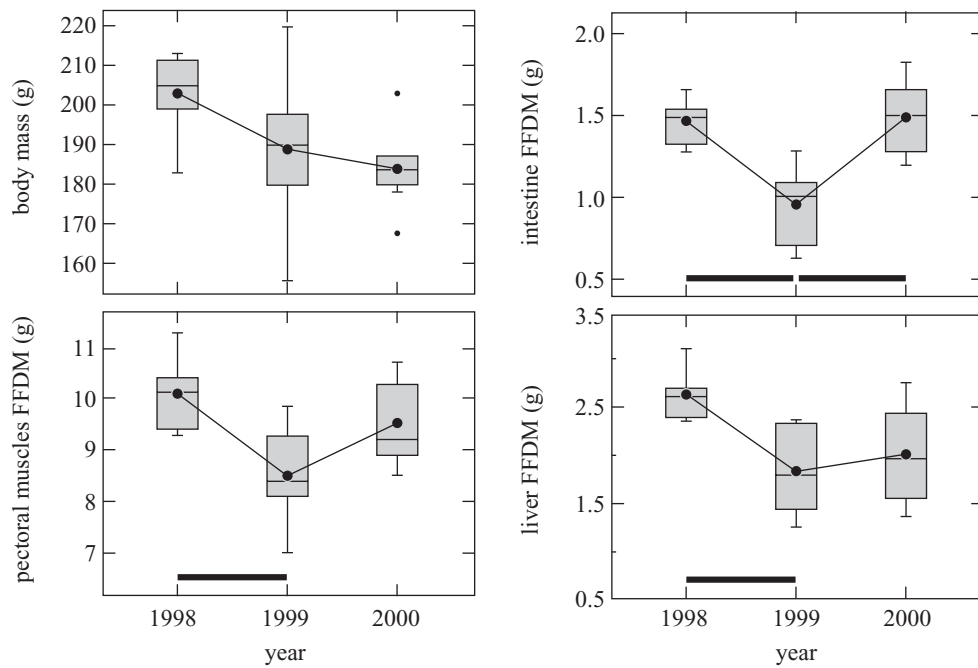 body mass (g)
220
210
200
190
180
170
160
intestine FFDM (g)
2.0
1.5
1.0
0.5
pectoral muscles FFDM (g)
11
10
9
8
7
1998 1999 2000
year
liver FFDM (g)
3.5
2.5
1.5
0.5
1998 1999 2000
year